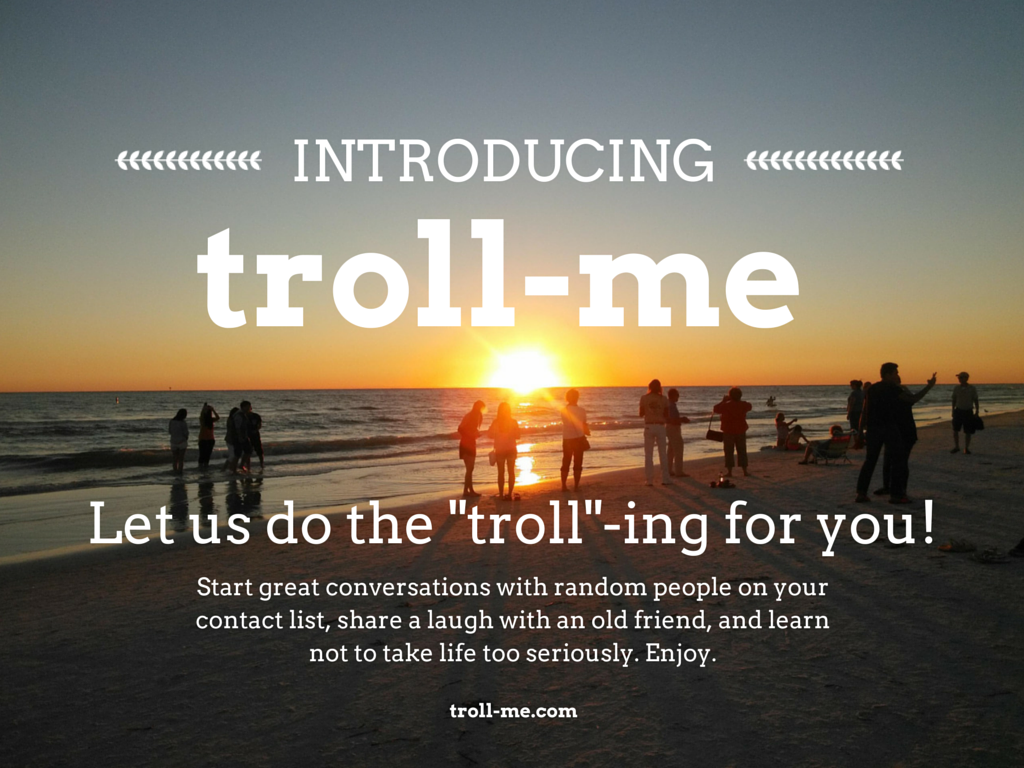 INTRODUCING
troll-me
Let us do the "troll"-ing for you!
Start great conversations with random people on your
contact list, share a laugh with an old friend, and learn
not to take life too seriously. Enjoy.
troll-me.com